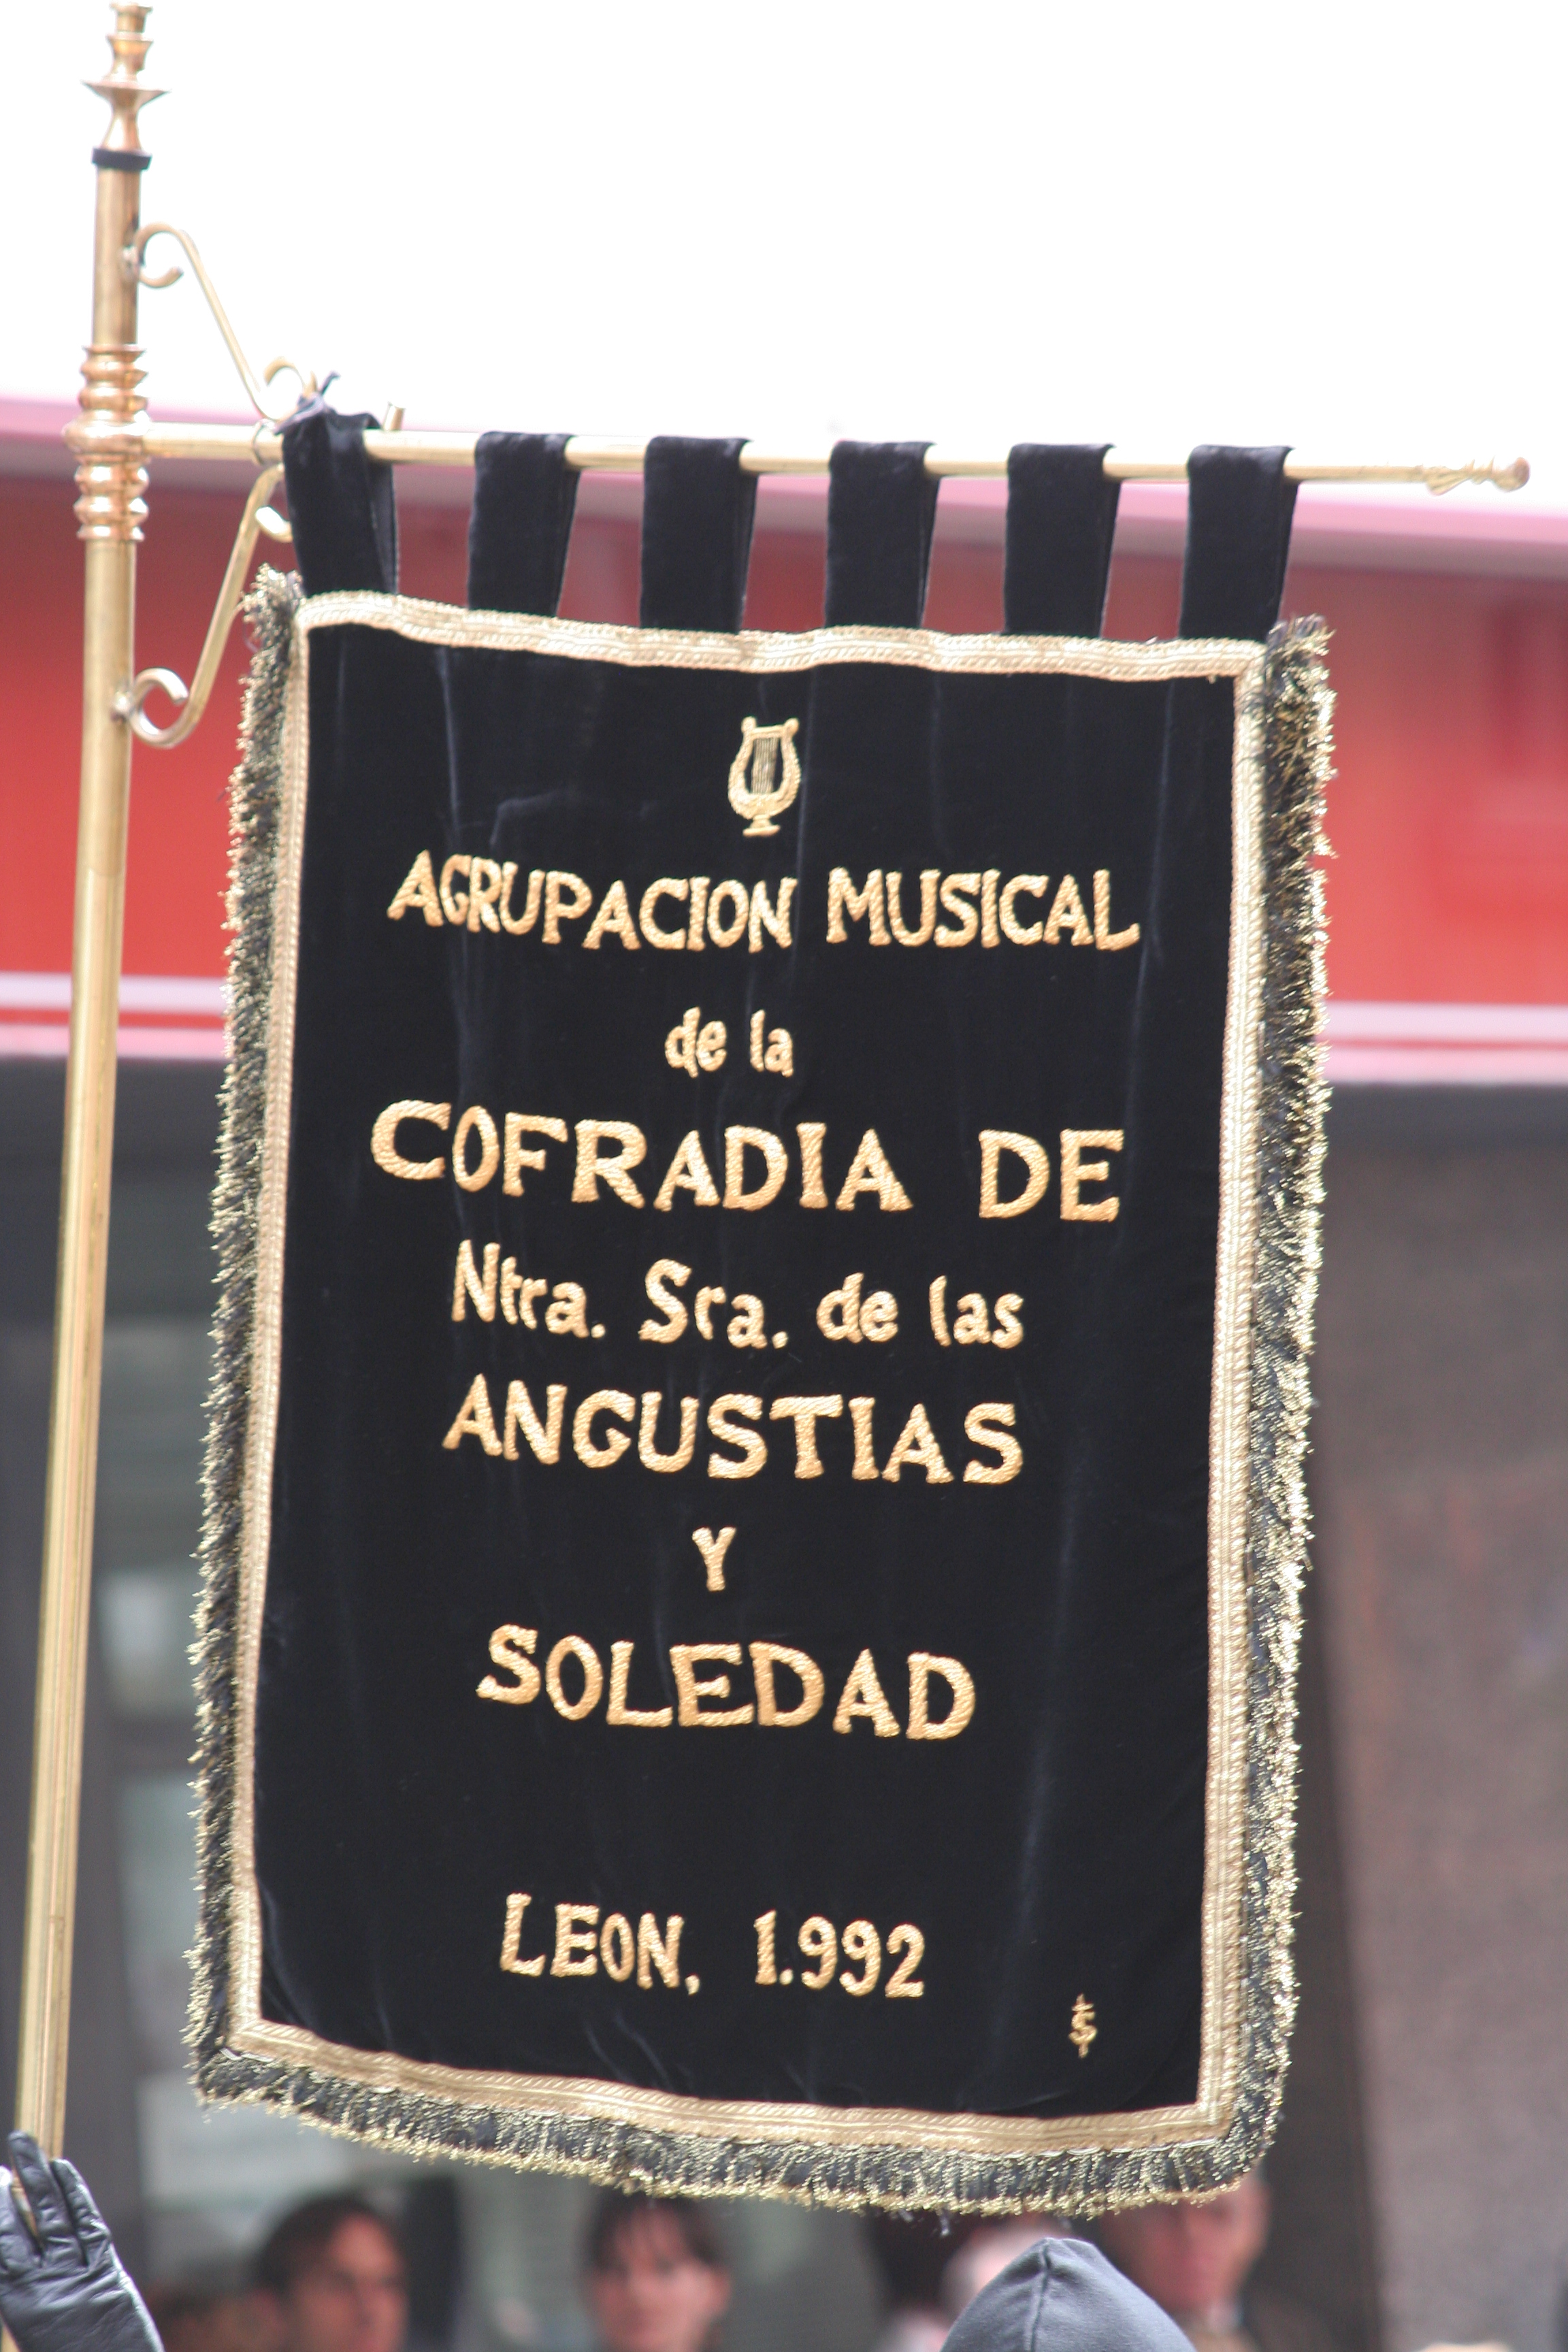 AGRUPACION MUSICAL
de la
COFRADIA DE
Ntra. Sra. de las
ANGUSTIAS
Y
SOLEDAD
LEON, 1.992